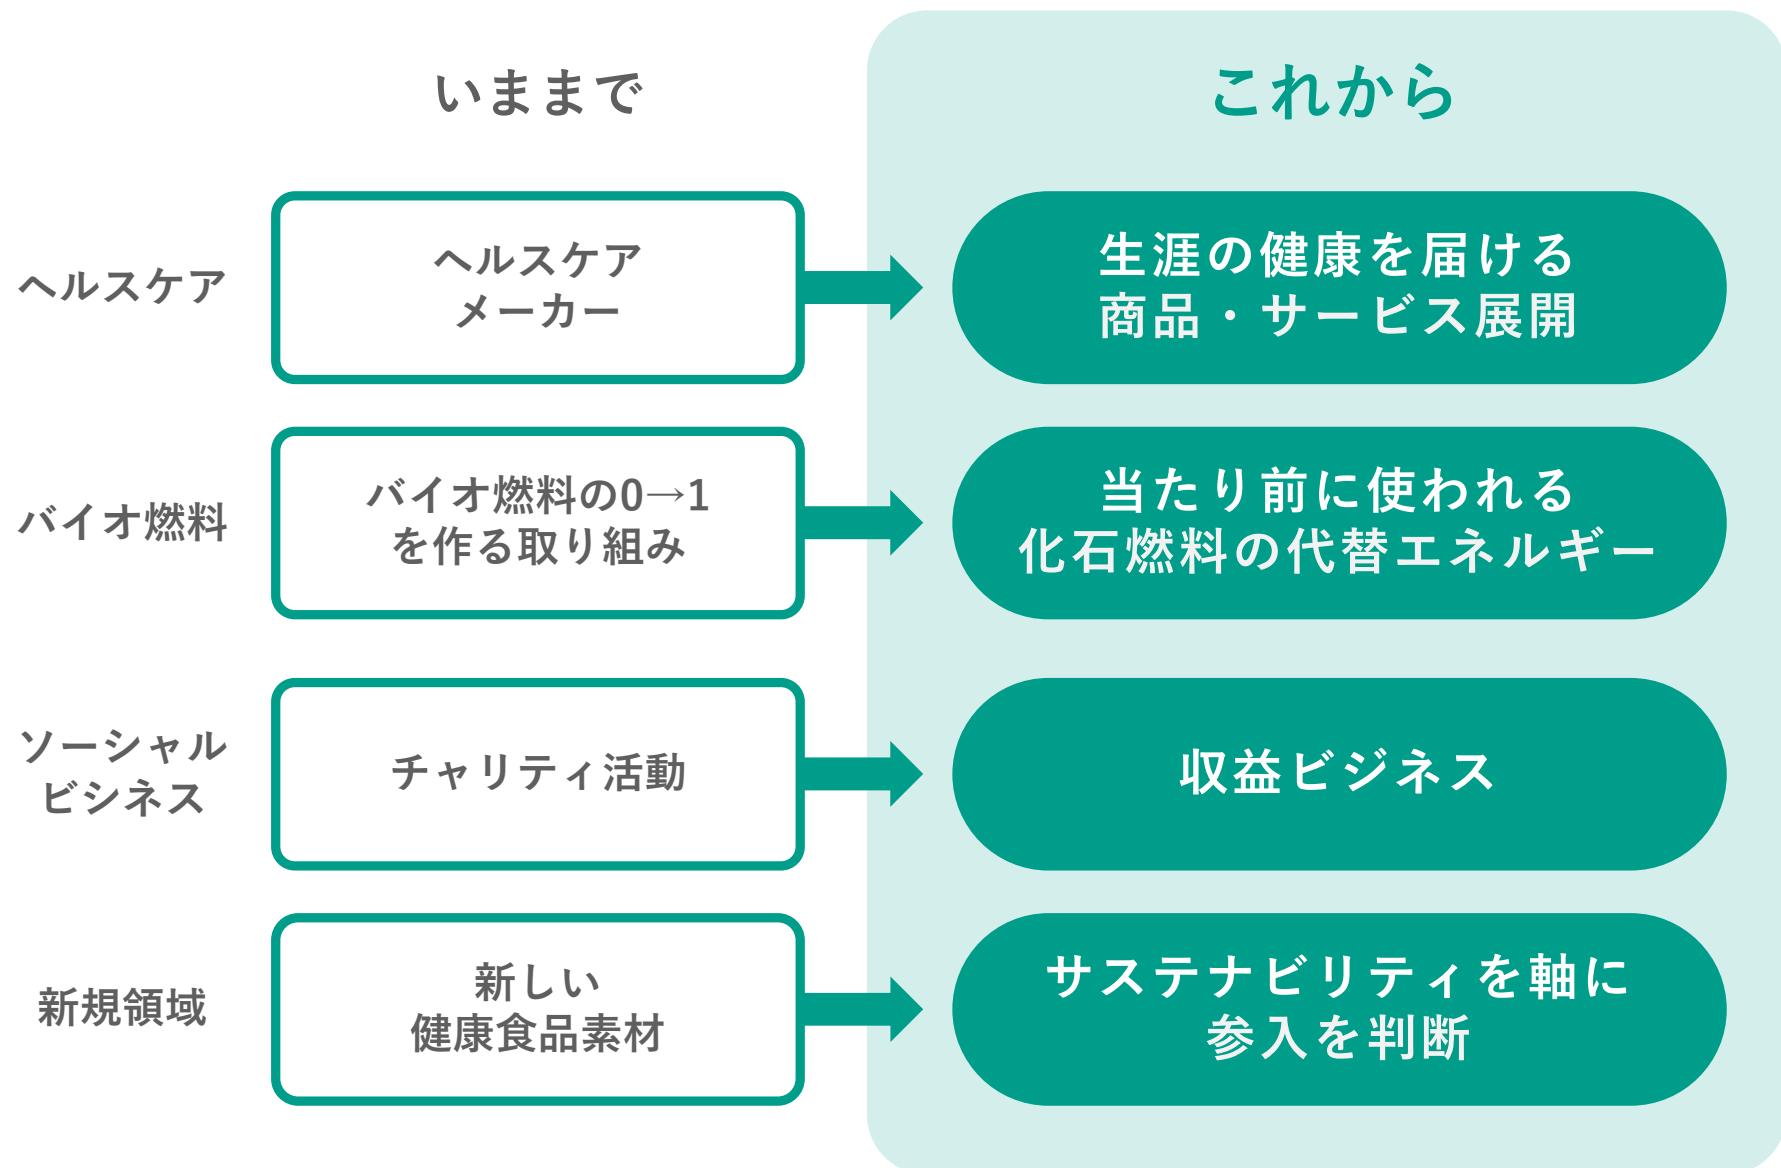 いままで
これから
ヘルスケア
ヘルスケア
メーカー
生涯の健康を届ける
商品・サービス展開
バイオ燃料
バイオ燃料の0→1
を作る取り組み
当たり前に使われる
化石燃料の代替エネルギー
ソーシャル
ビシネス
チャリティ活動
収益ビジネス
新規領域
新しい
健康食品素材
サステナビリティを軸に
参入を判断